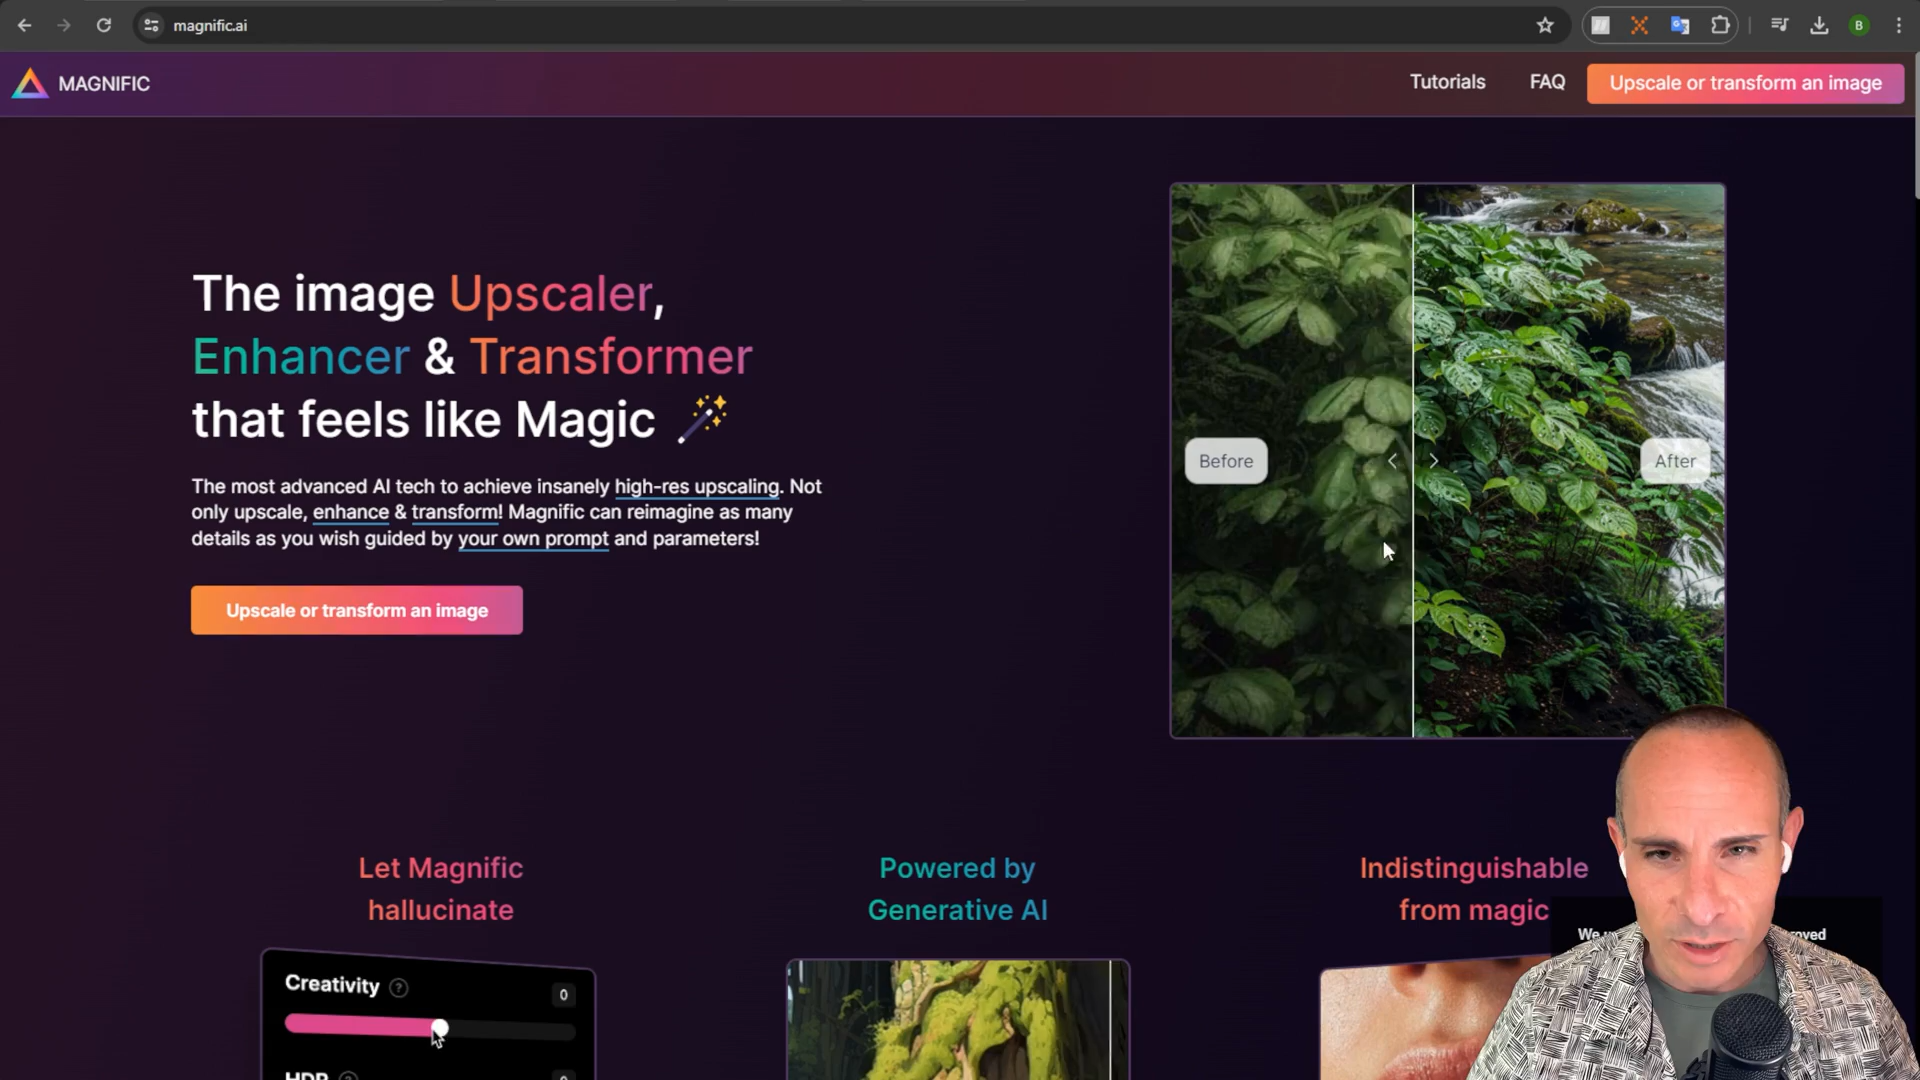 magnific.ai
B
MAGNIFIC
Tutorials
FAQ
Upscale or transform an image
The image Upscaler,
Enhancer & Transformer
that feels like Magic
The most advanced AI tech to achieve insanely high-res upscaling. Not
only upscale, enhance & transform! Magnific can reimagine as many
details as you wish guided by your own prompt and parameters!
Upscale or transform an image
Before
After
Let Magnific
hallucinate
Powered by
Generative AI
Indistinguishable
from magic
Creativity ?
0
HDR